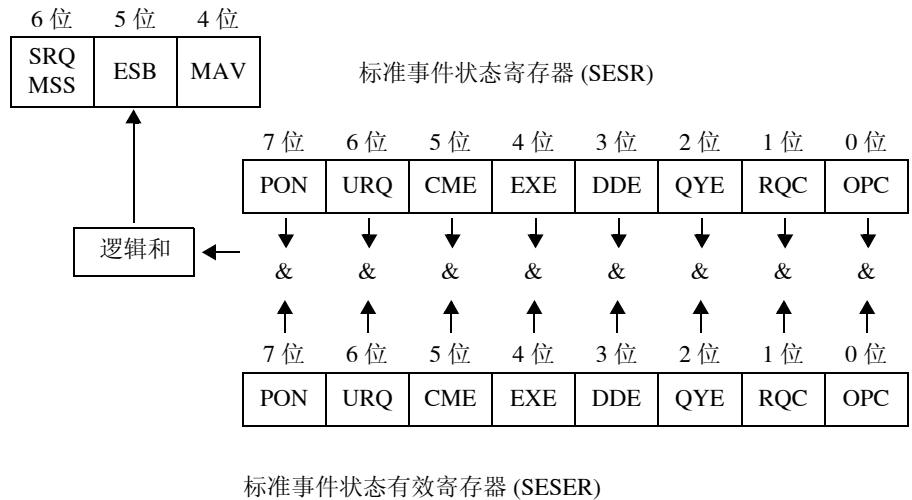 6 位 5 位 4 位
SRQ MSS ESB MAV
标准事件状态寄存器 (SESR)
7 位 6 位 5 位 4 位 3 位 2 位 1 位 0 位
PON URQ CME EXE DDE QYE RQC OPC
逻辑和
& & & & & & & &
7 位 6 位 5 位 4 位 3 位 2 位 1 位 0 位
PON URQ CME EXE DDE QYE RQC OPC
标准事件状态有效寄存器 (SESER)